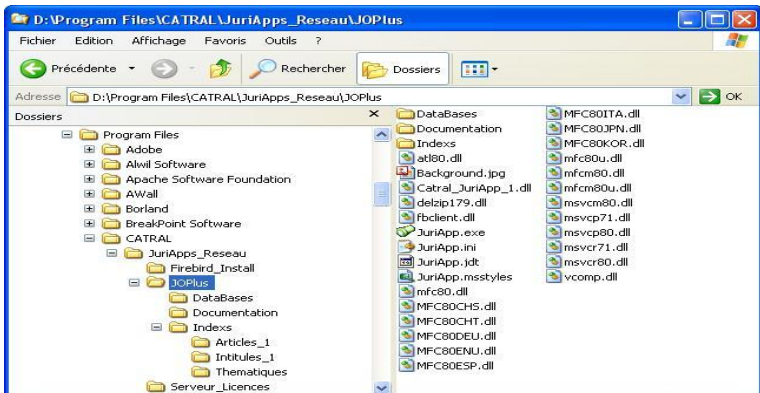 D:\Program Files\CATRAL\JuriApps_Reseau\JOPlus
Fichier Edition Affichage Favoris Outils ?
Précédente Rechercher Dossiers
Adresse D:\Program Files\CATRAL\JuriApps_Reseau\JOPlus OK
Dossiers
Program Files
Adobe
Alwil Software
Apache Software Foundation
AWall
Borland
BreakPoint Software
CATRAL
JuriApps_Reseau
Firebird_Install
JOPlus
DataBases
Documentation
Indexs
Articles_1
Intitules_1
Thematiques
Serveur_Licences
DataBases
Documentation
Indexs
atl80.dll
Background.jpg
Catral_JuriApp_1.dll
delzip179.dll
fbclient.dll
JuriApp.exe
JuriApp.ini
JuriApp.jdt
JuriApp.msstyles
mfc80.dll
MFC80CHS.dll
MFC80CHT.dll
MFC80DEU.dll
MFC80ENU.dll
MFC80ESP.dll
MFC80ITA.dll
MFC80JPN.dll
MFC80KOR.dll
mfc80u.dll
mfcm80.dll
mfcm80u.dll
msvcm80.dll
msvcp71.dll
msvcp80.dll
msvcr71.dll
msvcr80.dll
vcomp.dll